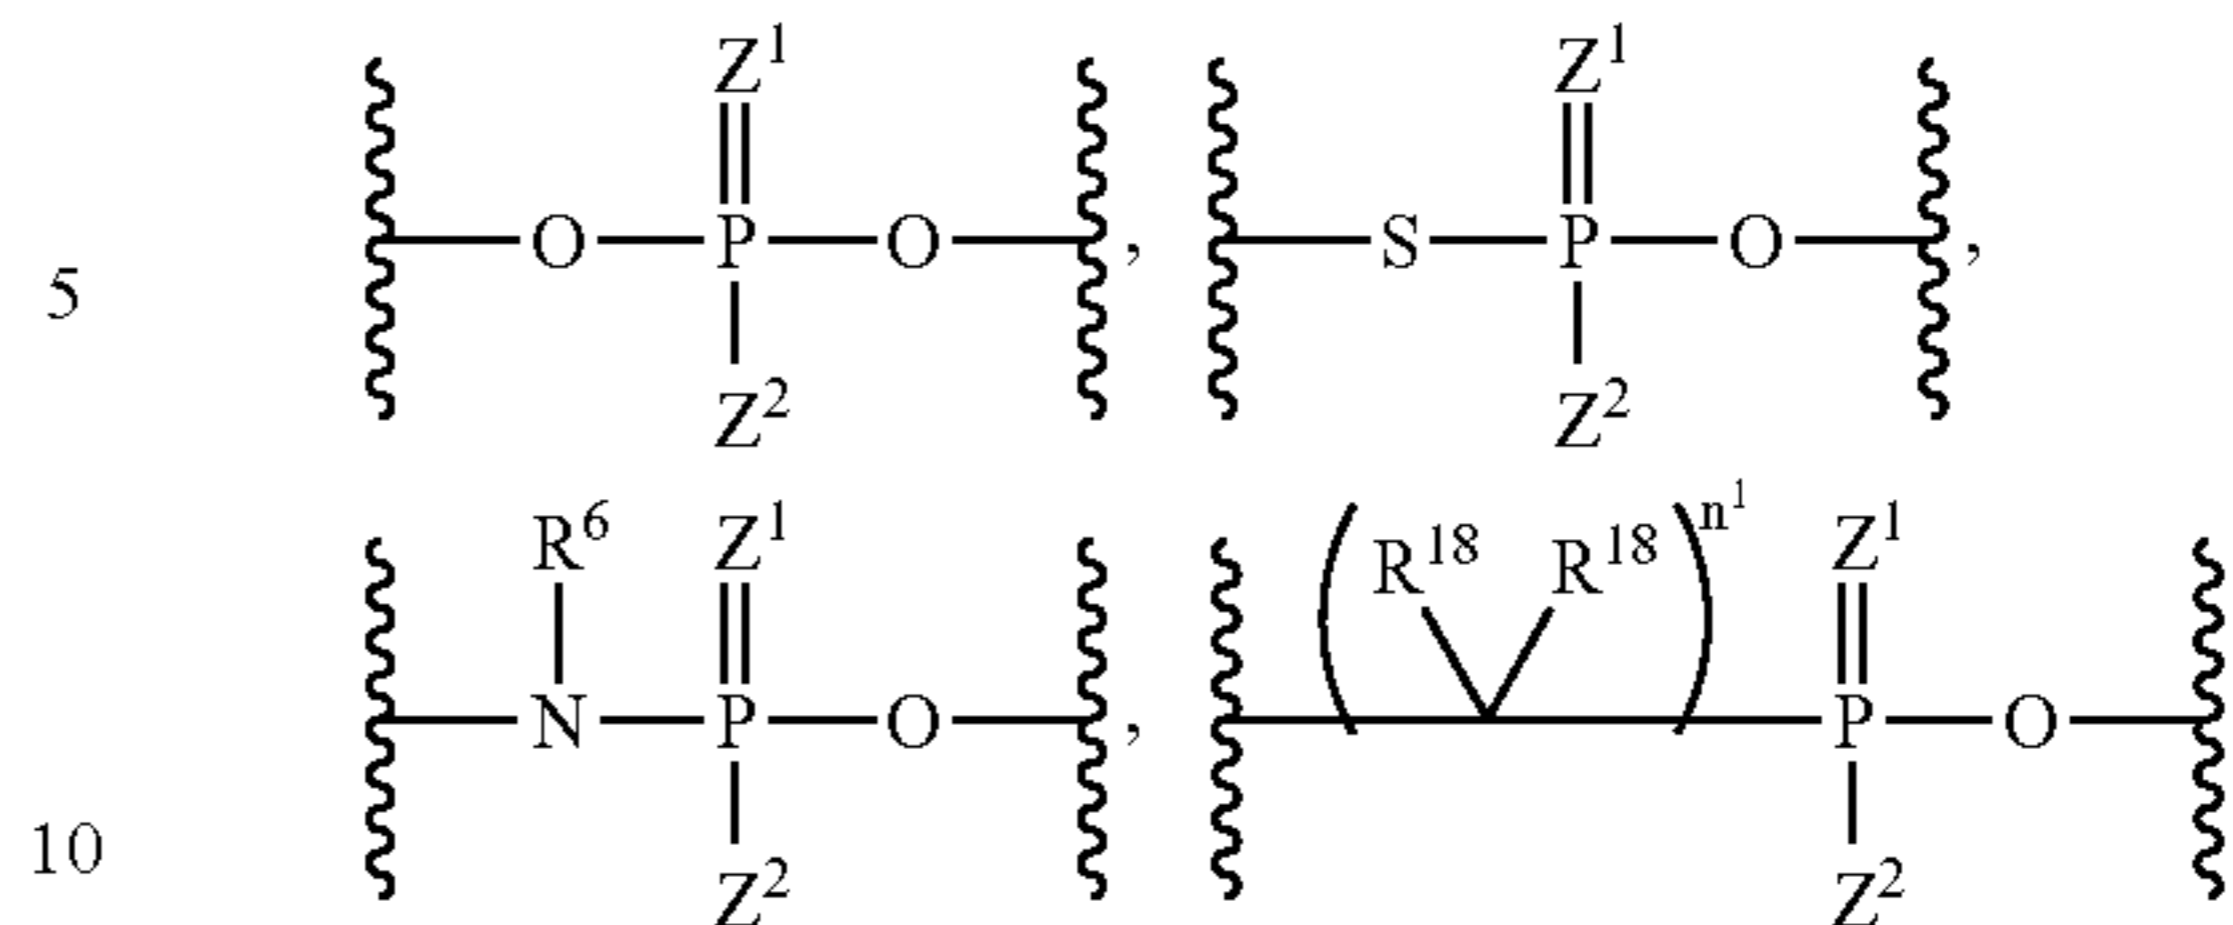 Z¹ Z¹
O P O , S P O ,
5
Z² Z²
R⁶ Z¹ R¹⁸ R¹⁸ n¹ Z¹
N P O , P O
10
Z² Z²